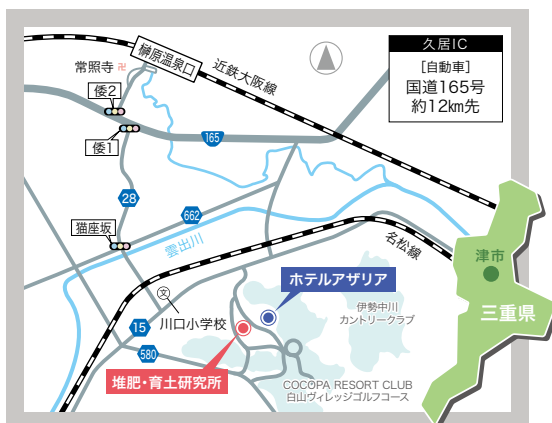 久居IC
[自動車]
国道165号
約12km先
榊原温泉口
近鉄大阪線
常照寺 卍
倭2
倭1
165
28
662
猫座坂
雲出川
名松線
津市
三重県
文
川口小学校
ホテルアザリア
伊勢中川
カントリークラブ
15
580
堆肥・育土研究所
COCOPA RESORT CLUB
白山ヴィレッジゴルフコース